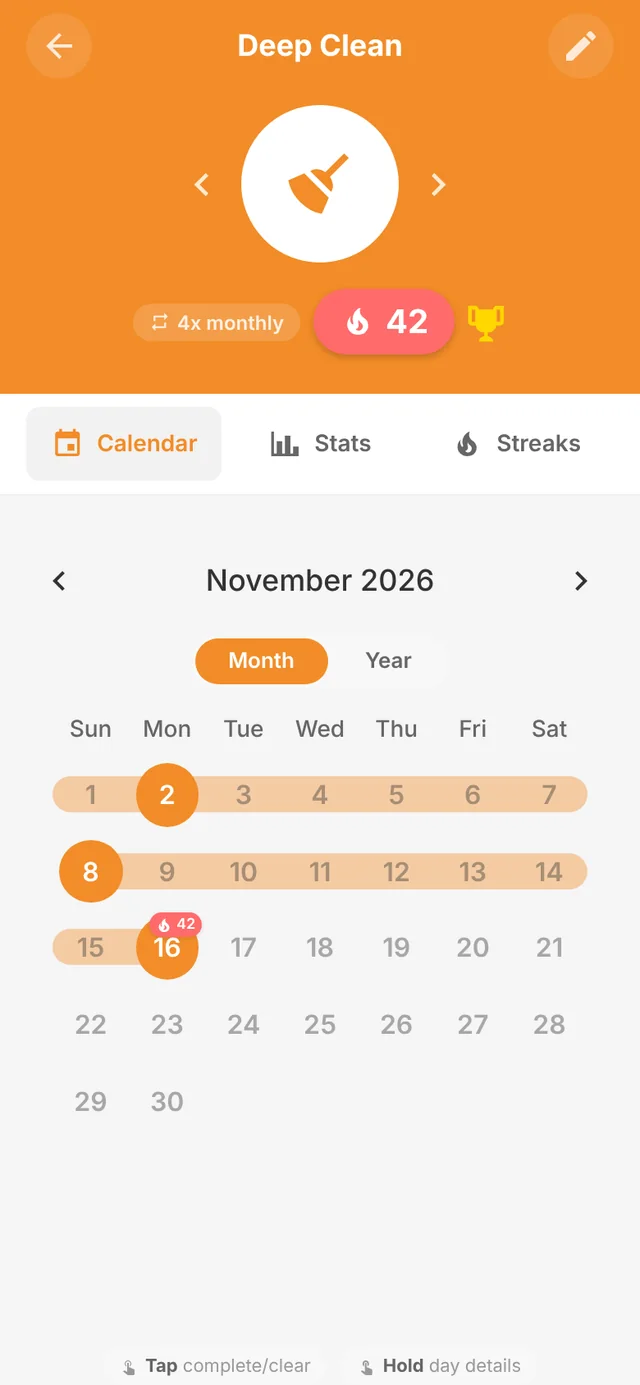 Deep Clean
4x monthly 42
Calendar Stats Streaks
November 2026
Month Year
Sun Mon Tue Wed Thu Fri Sat
1 2 3 4 5 6 7
8 9 10 11 12 13 14
42
15 16 17 18 19 20 21
22 23 24 25 26 27 28
29 30
Tap complete/clear Hold day details